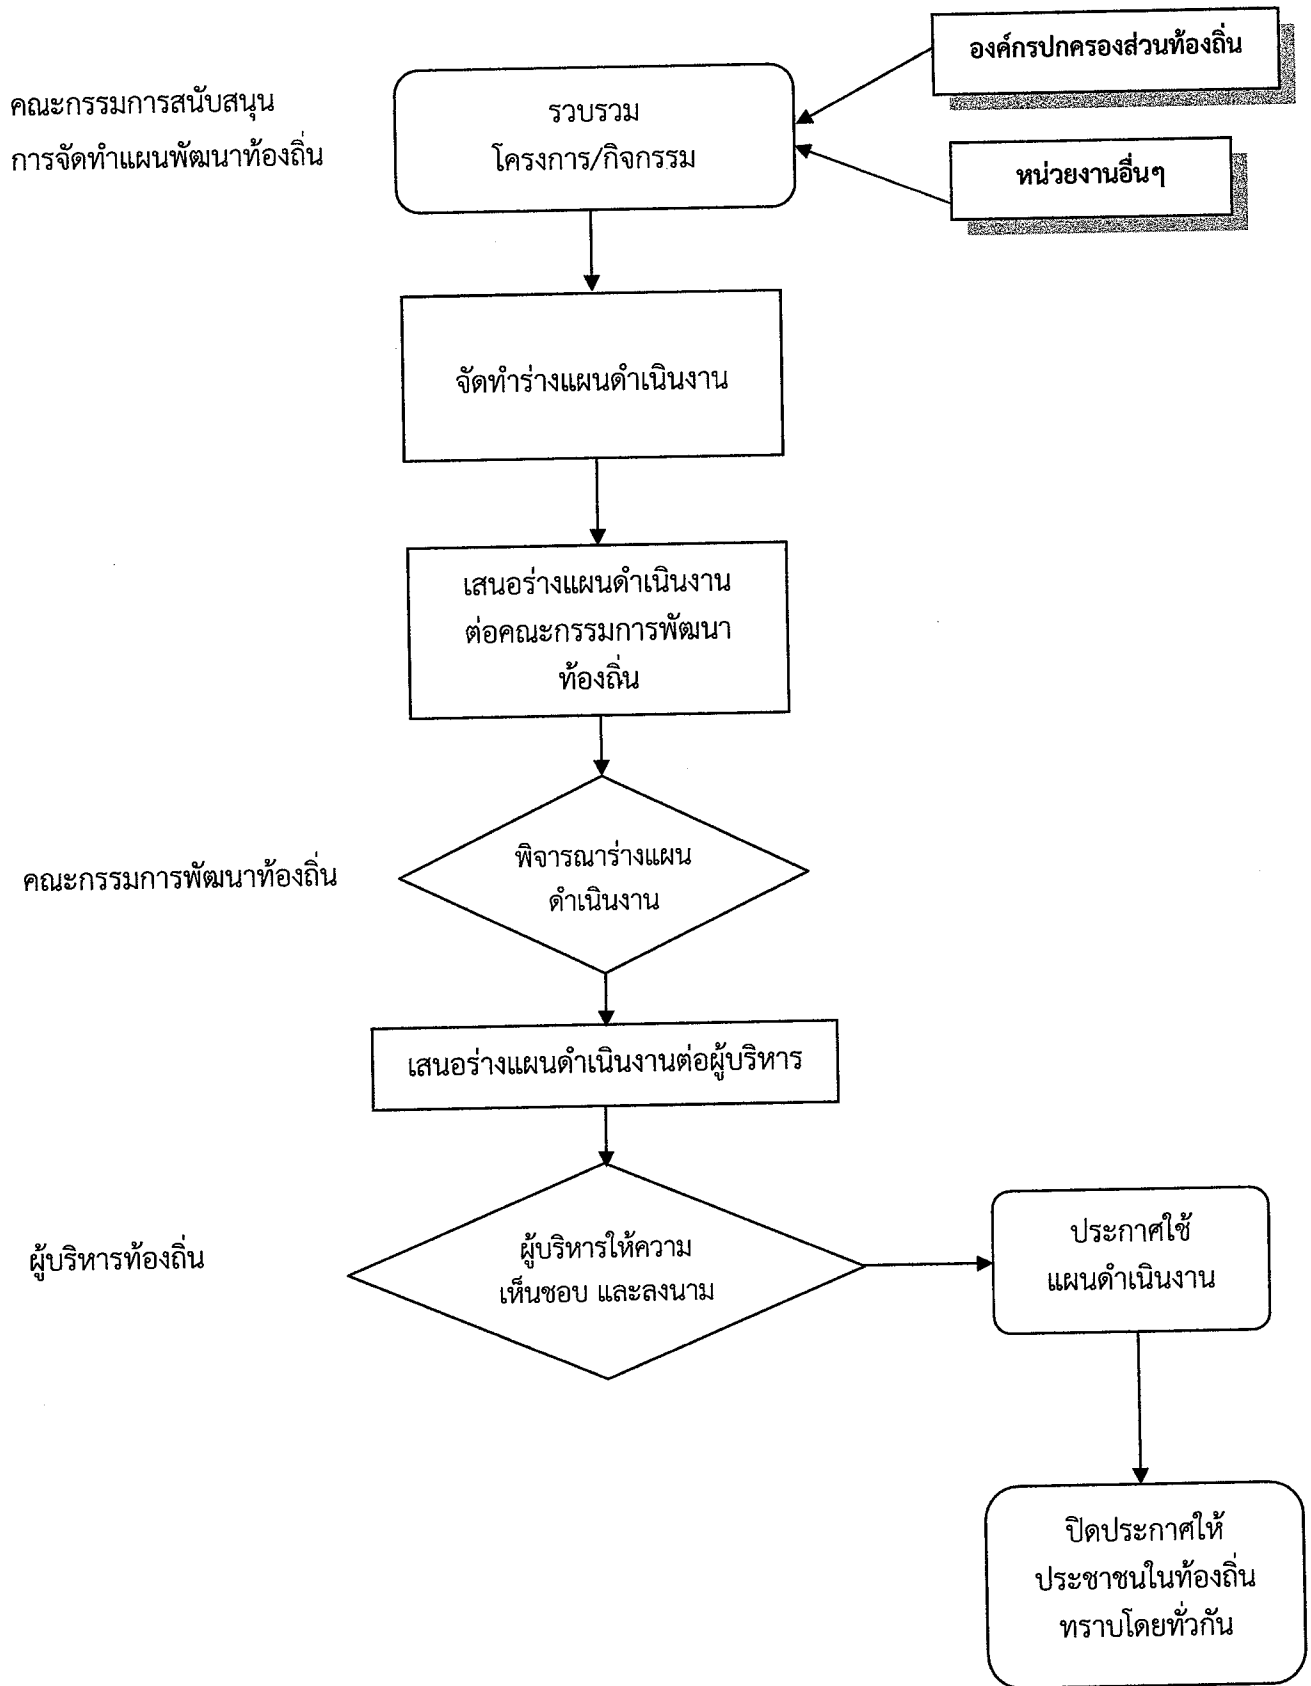 องค์กรปกครองส่วนท้องถิ่น
คณะกรรมการสนับสนุน
การจัดทำแผนพัฒนาท้องถิ่น
รวบรวม
โครงการ/กิจกรรม
หน่วยงานอื่นๆ
จัดทำร่างแผนดำเนินงาน
เสนอร่างแผนดำเนินงาน
ต่อคณะกรรมการพัฒนา
ท้องถิ่น
คณะกรรมการพัฒนาท้องถิ่น
พิจารณาร่างแผน
ดำเนินงาน
เสนอร่างแผนดำเนินงานต่อผู้บริหาร
ผู้บริหารท้องถิ่น
ผู้บริหารให้ความ
เห็นชอบ และลงนาม
ประกาศใช้
แผนดำเนินงาน
ปิดประกาศให้
ประชาชนในท้องถิ่น
ทราบโดยทั่วกัน